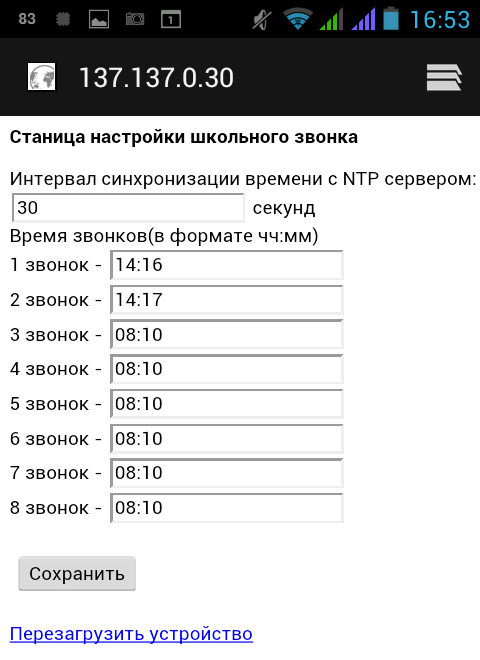 83 1 16:53
137.137.0.30
Станица настройки школьного звонка
Интервал синхронизации времени с NTP сервером:
30 секунд
Время звонков(в формате чч:мм)
1 звонок - 14:16
2 звонок - 14:17
3 звонок - 08:10
4 звонок - 08:10
5 звонок - 08:10
6 звонок - 08:10
7 звонок - 08:10
8 звонок - 08:10
Сохранить
Перезагрузить устройство